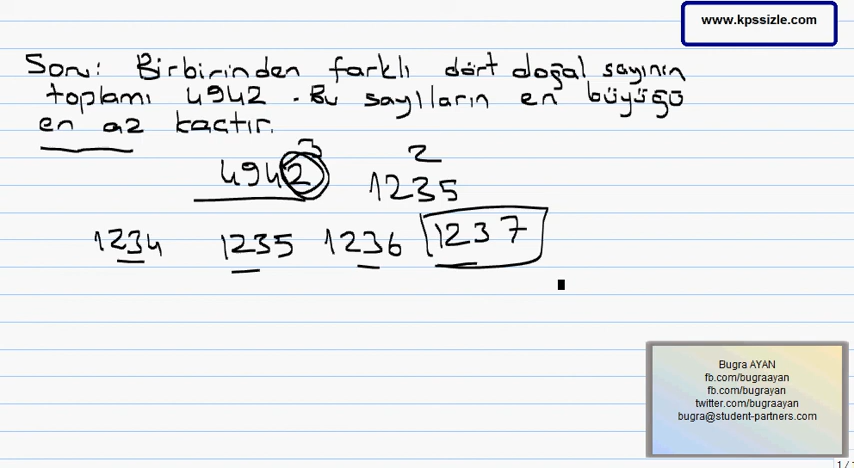 www.kpssizle.com
Soru: Birbirinden farklı dört doğal sayının
toplamı 4942. Bu sayıların en büyüğü
en az kaçtır.
4942 2
1235
1234 1235 1236 1237
Bugra AYAN
fb.com/bugraayan
fb.com/bugrayan
twitter.com/bugraayan
bugra@student-partners.com